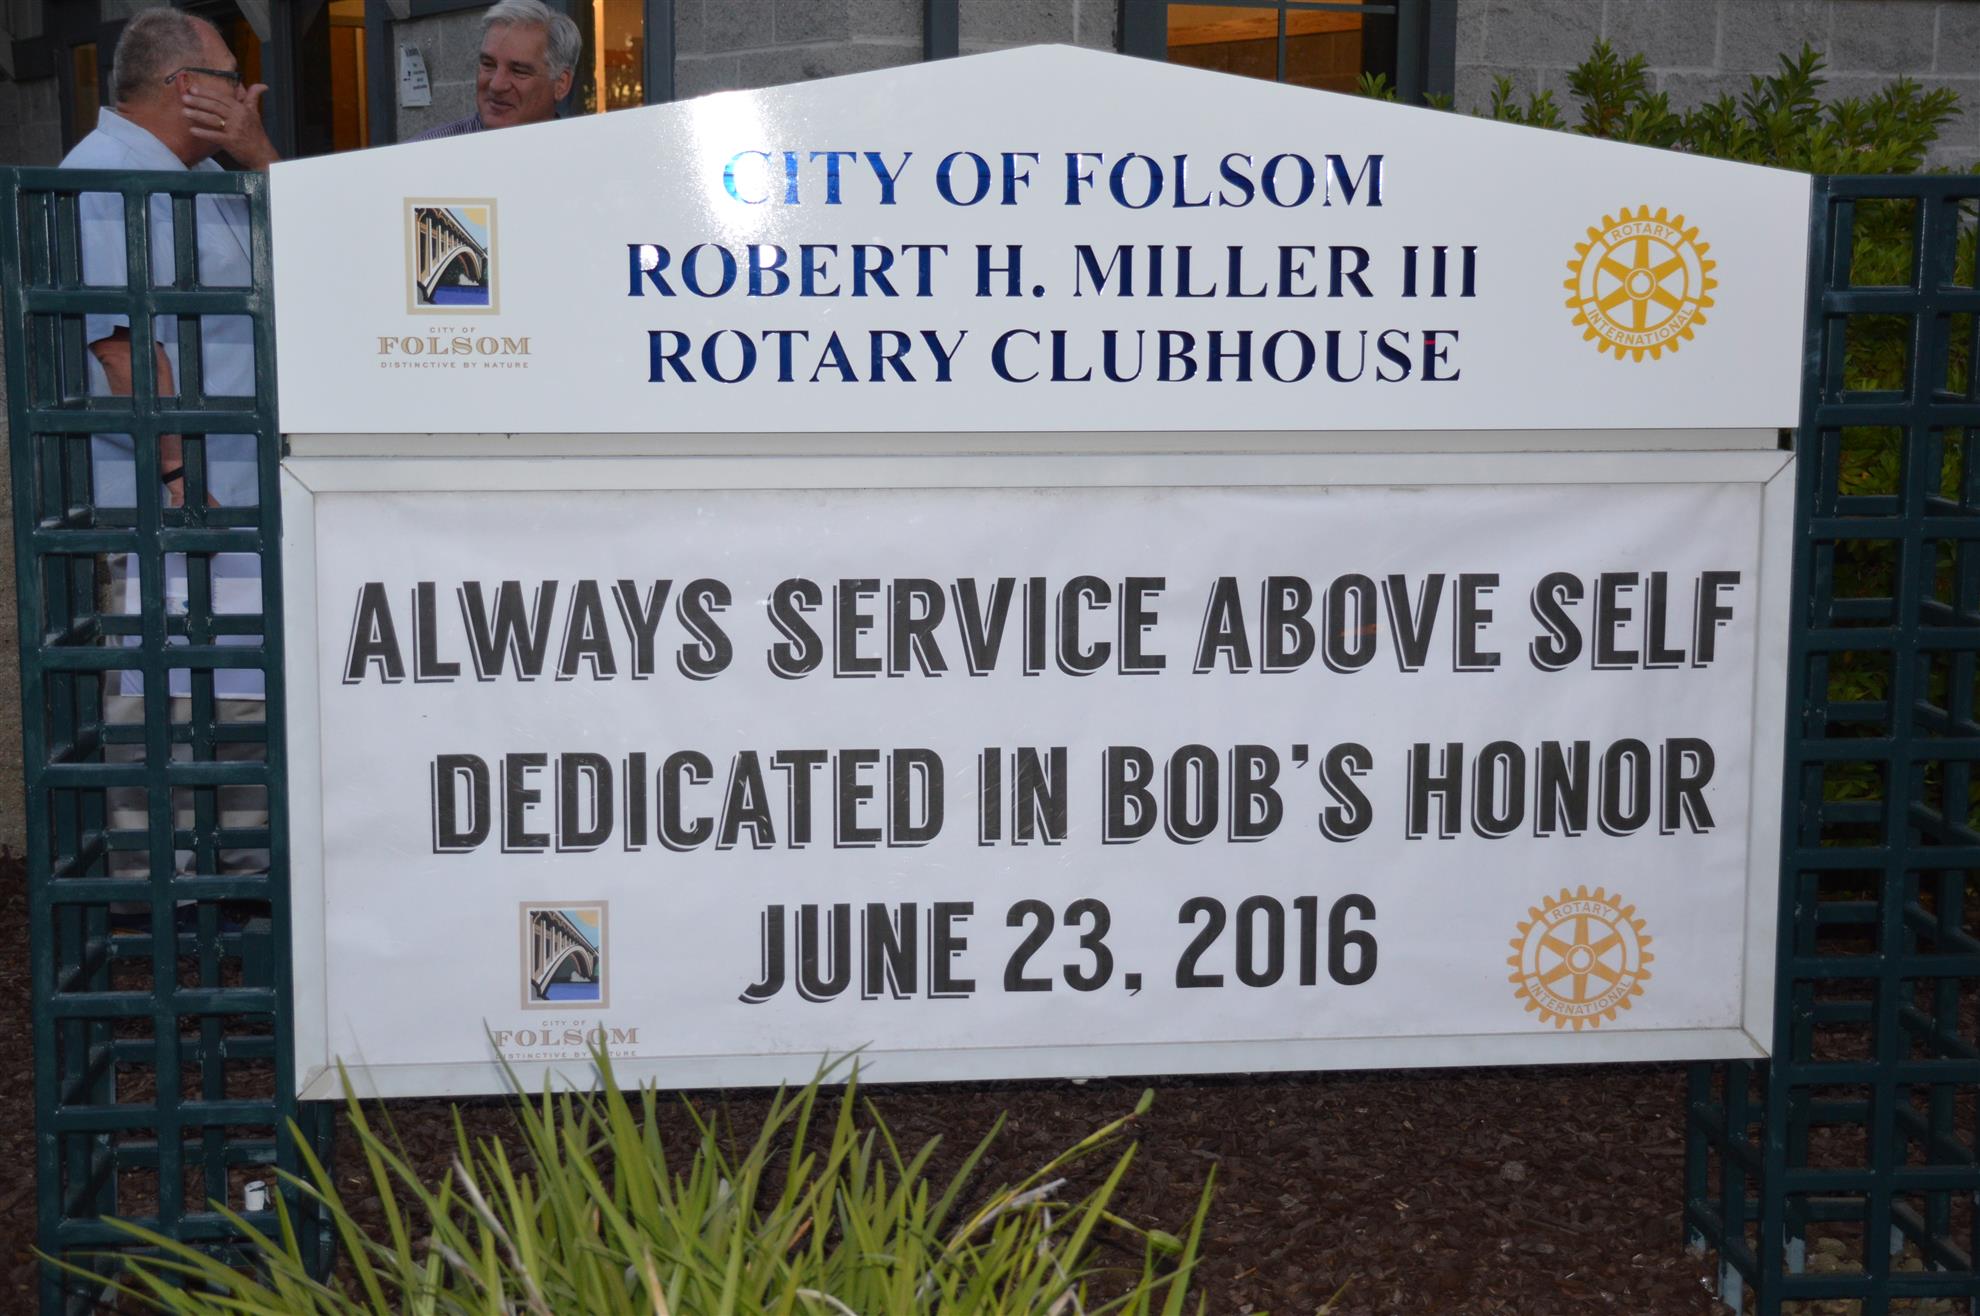 CITY OF FOLSOM
ROBERT H. MILLER III
ROTARY CLUBHOUSE
CITY OF
FOLSOM
DISTINCTIVE BY NATURE
ROTARY
INTERNATIONAL
ALWAYS SERVICE ABOVE SELF
DEDICATED IN BOB'S HONOR
JUNE 23, 2016
CITY OF
FOLSOM
DISTINCTIVE BY NATURE
ROTARY
INTERNATIONAL